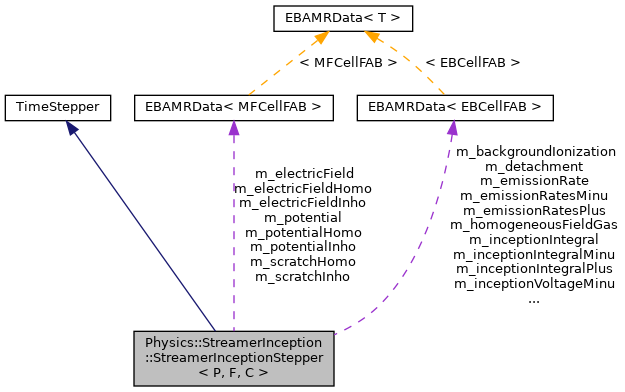 EBAMRData< T >
< MFCellFAB >
< EBCellFAB >
TimeStepper
EBAMRData< MFCellFAB >
EBAMRData< EBCellFAB >
m_electricField
m_electricFieldHomo
m_electricFieldInho
m_potential
m_potentialHomo
m_potentialInho
m_scratchHomo
m_scratchInho
m_backgroundIonization
m_detachment
m_emissionRate
m_emissionRatesMinu
m_emissionRatesPlus
m_homogeneousFieldGas
m_inceptionIntegral
m_inceptionIntegralMinu
m_inceptionIntegralPlus
m_inceptionVoltageMinu
...
Physics::StreamerInception
::StreamerInceptionStepper
< P, F, C >